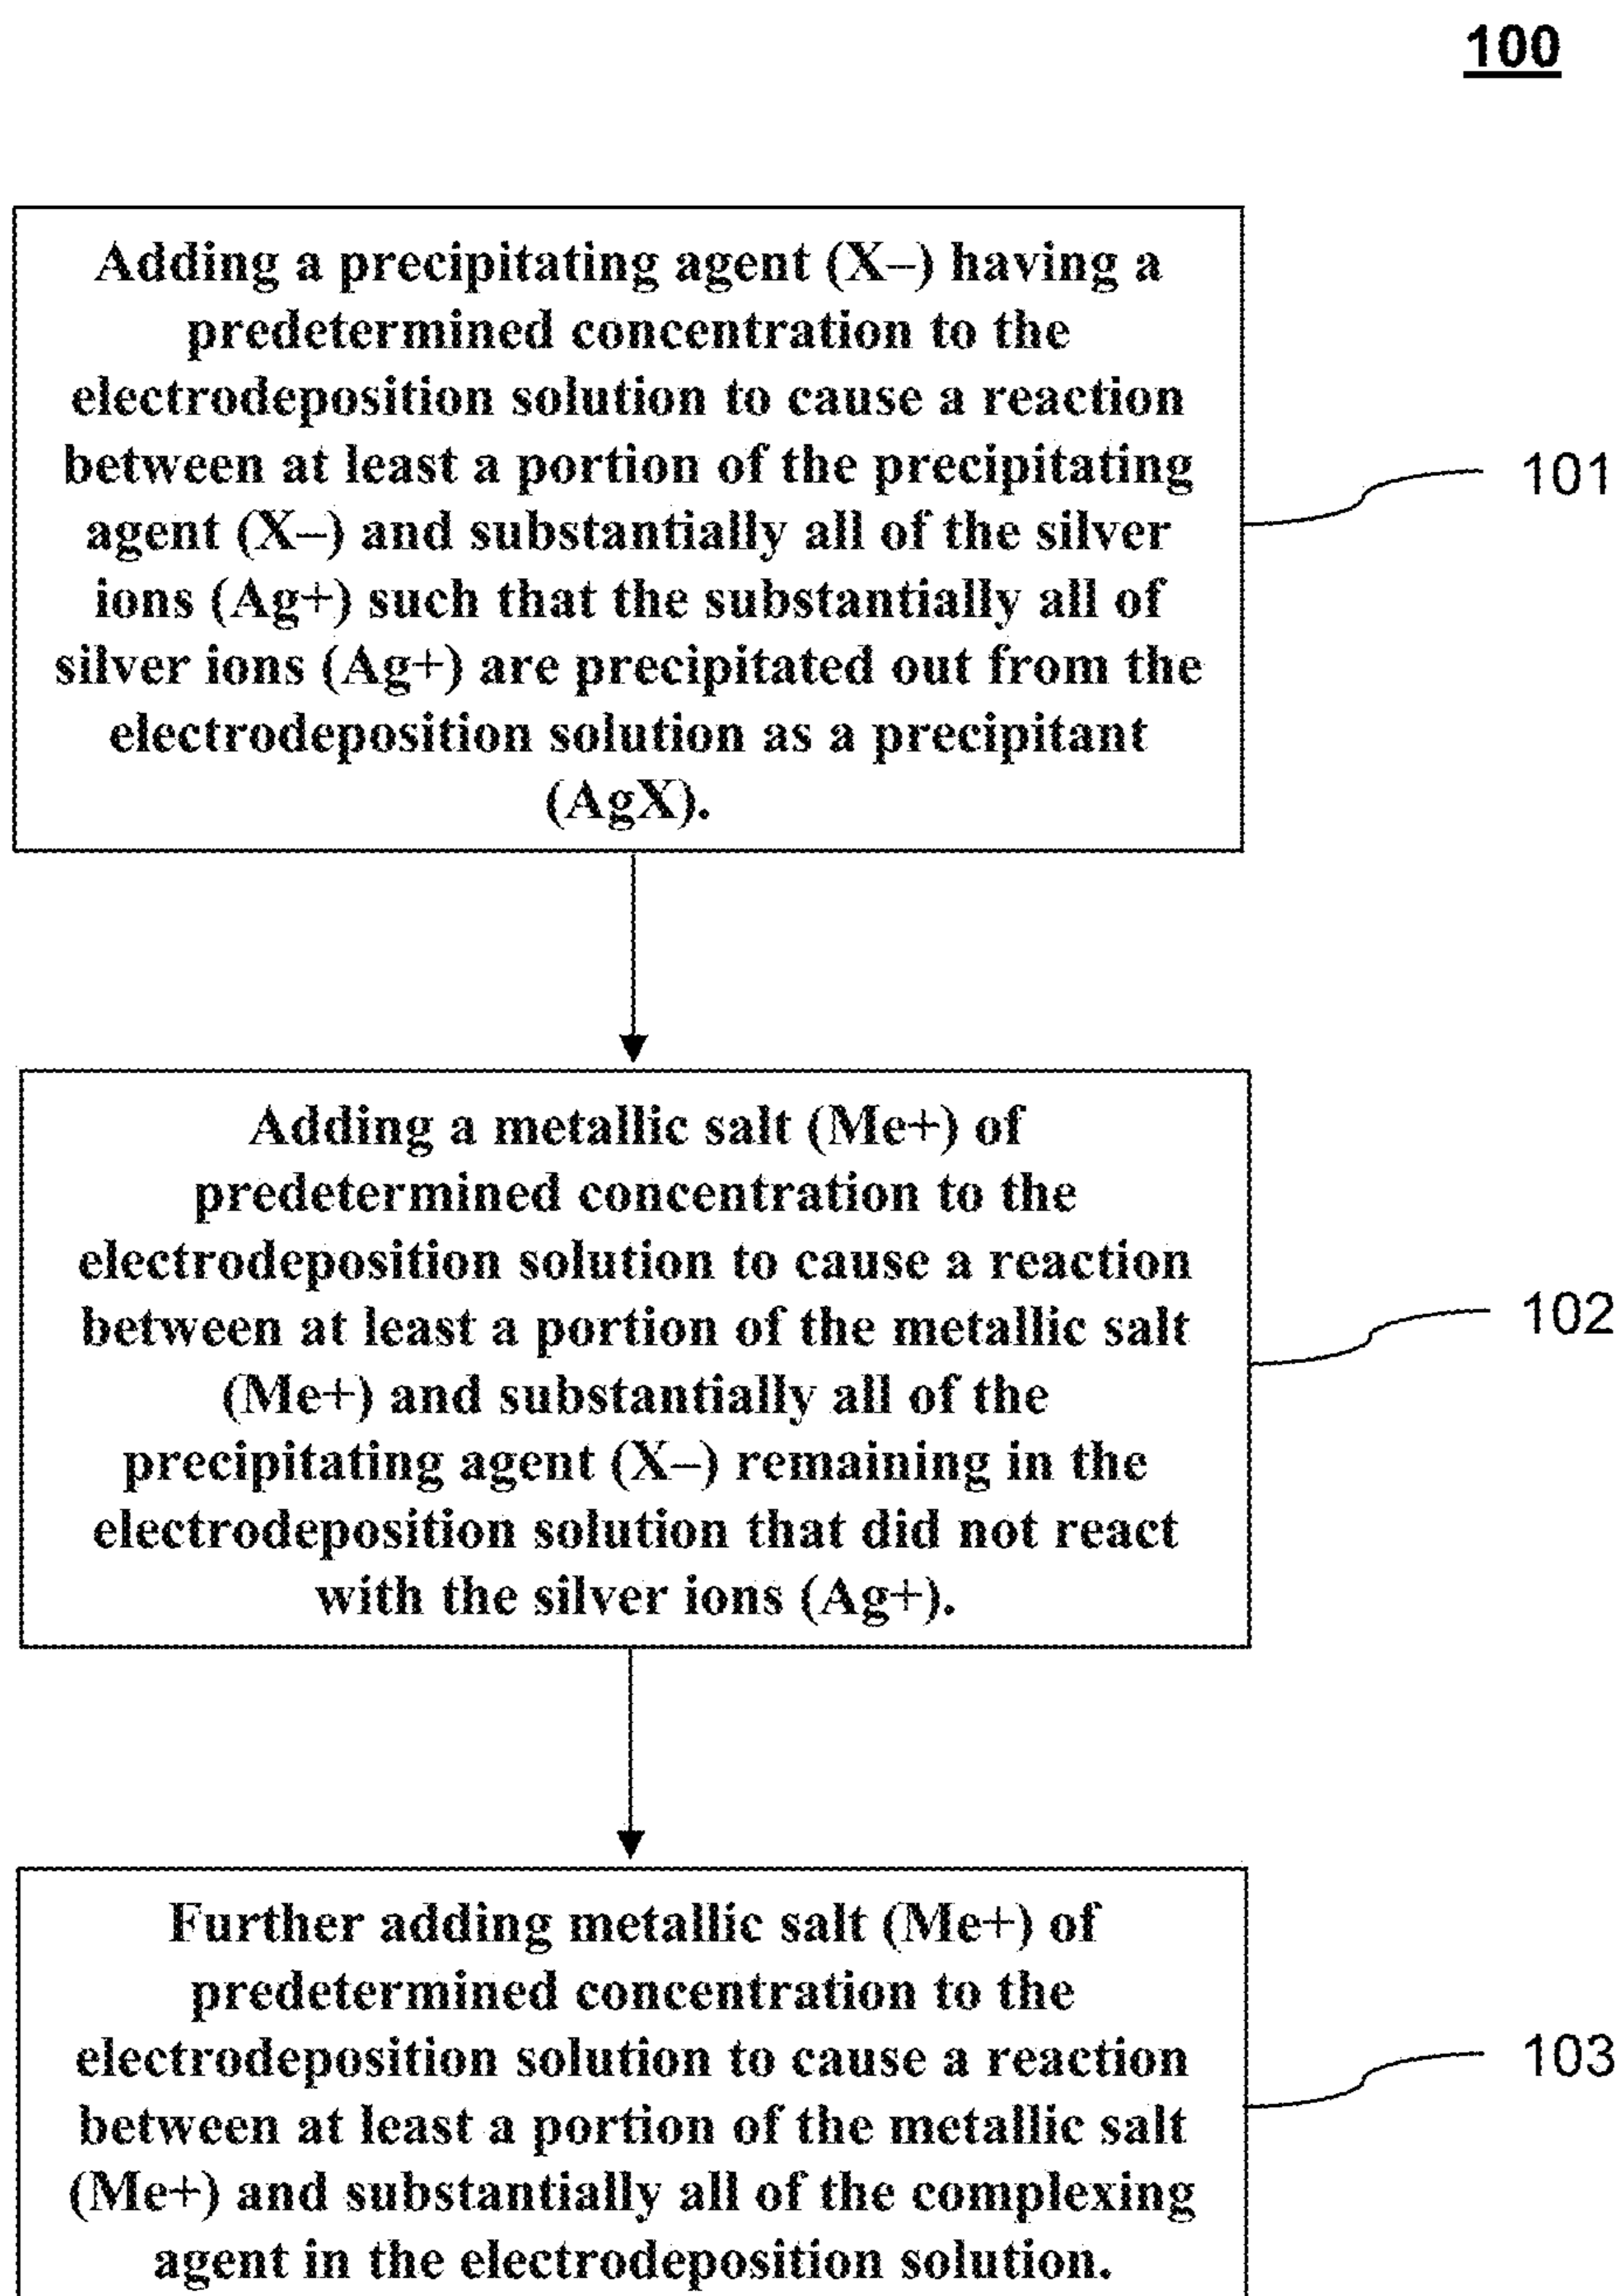 100
Adding a precipitating agent (X–) having a
predetermined concentration to the
electrodeposition solution to cause a reaction
between at least a portion of the precipitating
agent (X–) and substantially all of the silver
ions (Ag+) such that the substantially all of
silver ions (Ag+) are precipitated out from the
electrodeposition solution as a precipitant
(AgX).
101
Adding a metallic salt (Me+) of
predetermined concentration to the
electrodeposition solution to cause a reaction
between at least a portion of the metallic salt
(Me+) and substantially all of the
precipitating agent (X–) remaining in the
electrodeposition solution that did not react
with the silver ions (Ag+).
102
Further adding metallic salt (Me+) of
predetermined concentration to the
electrodeposition solution to cause a reaction
between at least a portion of the metallic salt
(Me+) and substantially all of the complexing
agent in the electrodeposition solution.
103